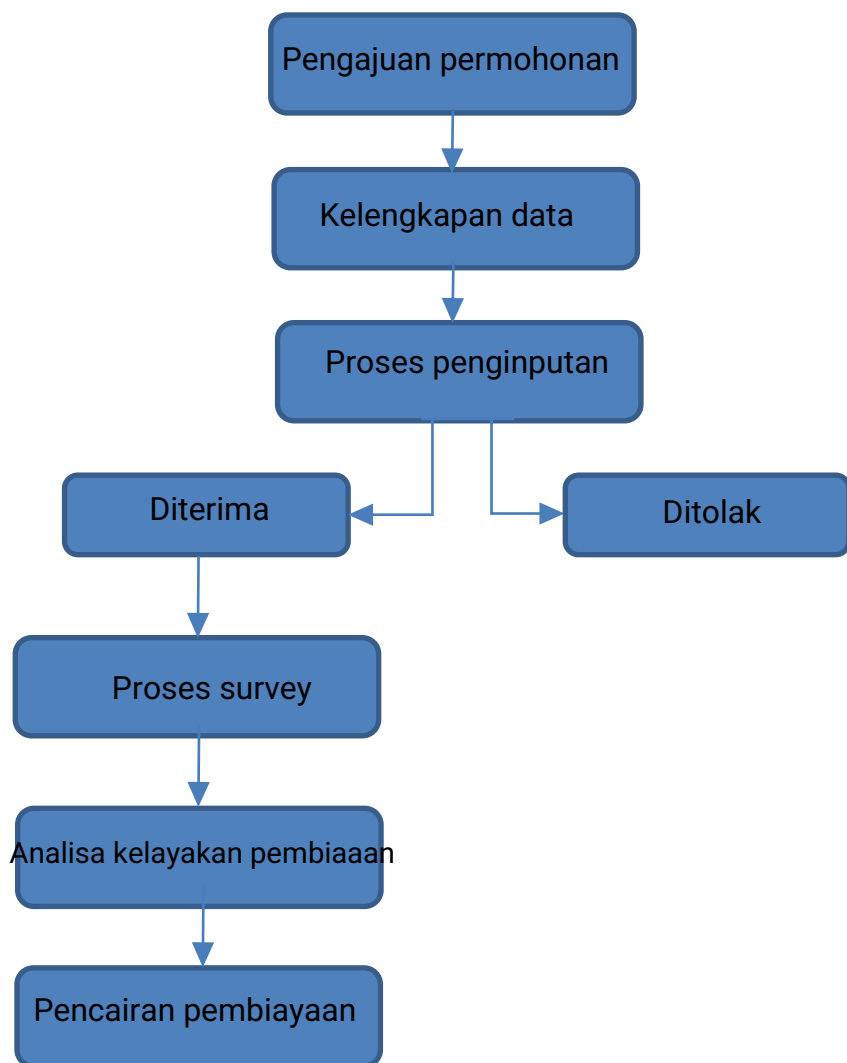 Pengajuan permohonan
Kelengkapan data
Proses penginputan
Diterima
Ditolak
Proses survey
Analisa kelayakan pembiaaan
Pencairan pembiayaan